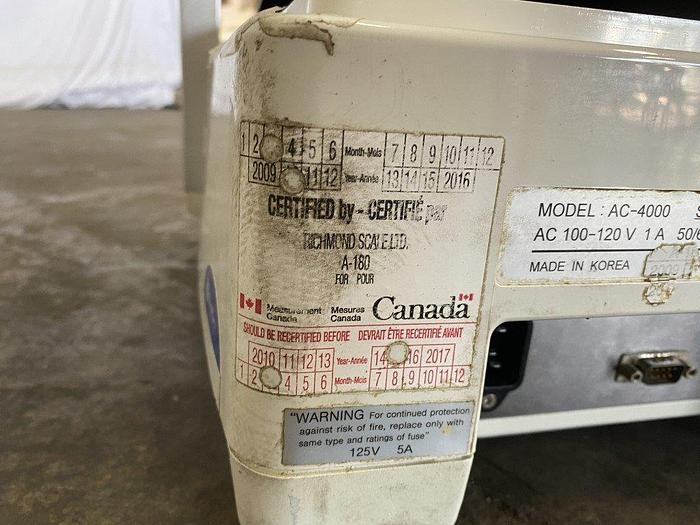 1 2 4 5 6 Month-Mois 7 8 9 10 11 12
2009 11 12 Year-Année 13 14 15 2016
CERTIFIED by - CERTIFIÉ par
RICHMOND SCALE LTD.
A-180
FOR POUR
Measurement Mesures
Canada Canada
Canada
SHOULD BE RECERTIFIED BEFORE DEVRAIT ÊTRE RECERTIFIÉ AVANT
2010 11 12 13 Year-Année 14 16 2017
1 2 4 5 6 Month-Mois 7 8 9 10 11 12
"WARNING For continued protection
against risk of fire, replace only with
same type and ratings of fuse"
125V 5A
MODEL : AC-4000 S
AC 100-120 V 1 A 50/6
MADE IN KOREA 2009